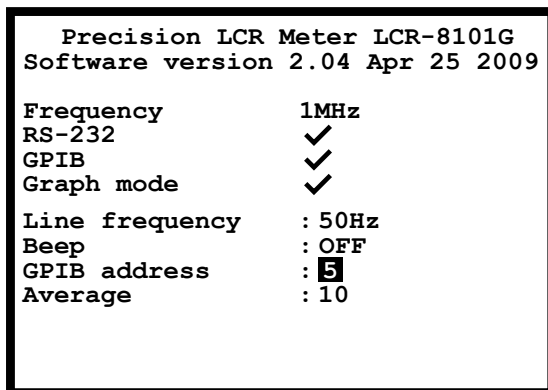 Precision LCR Meter LCR-8101G
Software version 2.04 Apr 25 2009
Frequency 1MHz
RS-232 ✓
GPIB ✓
Graph mode ✓
Line frequency : 50Hz
Beep : OFF
GPIB address : 5
Average : 10